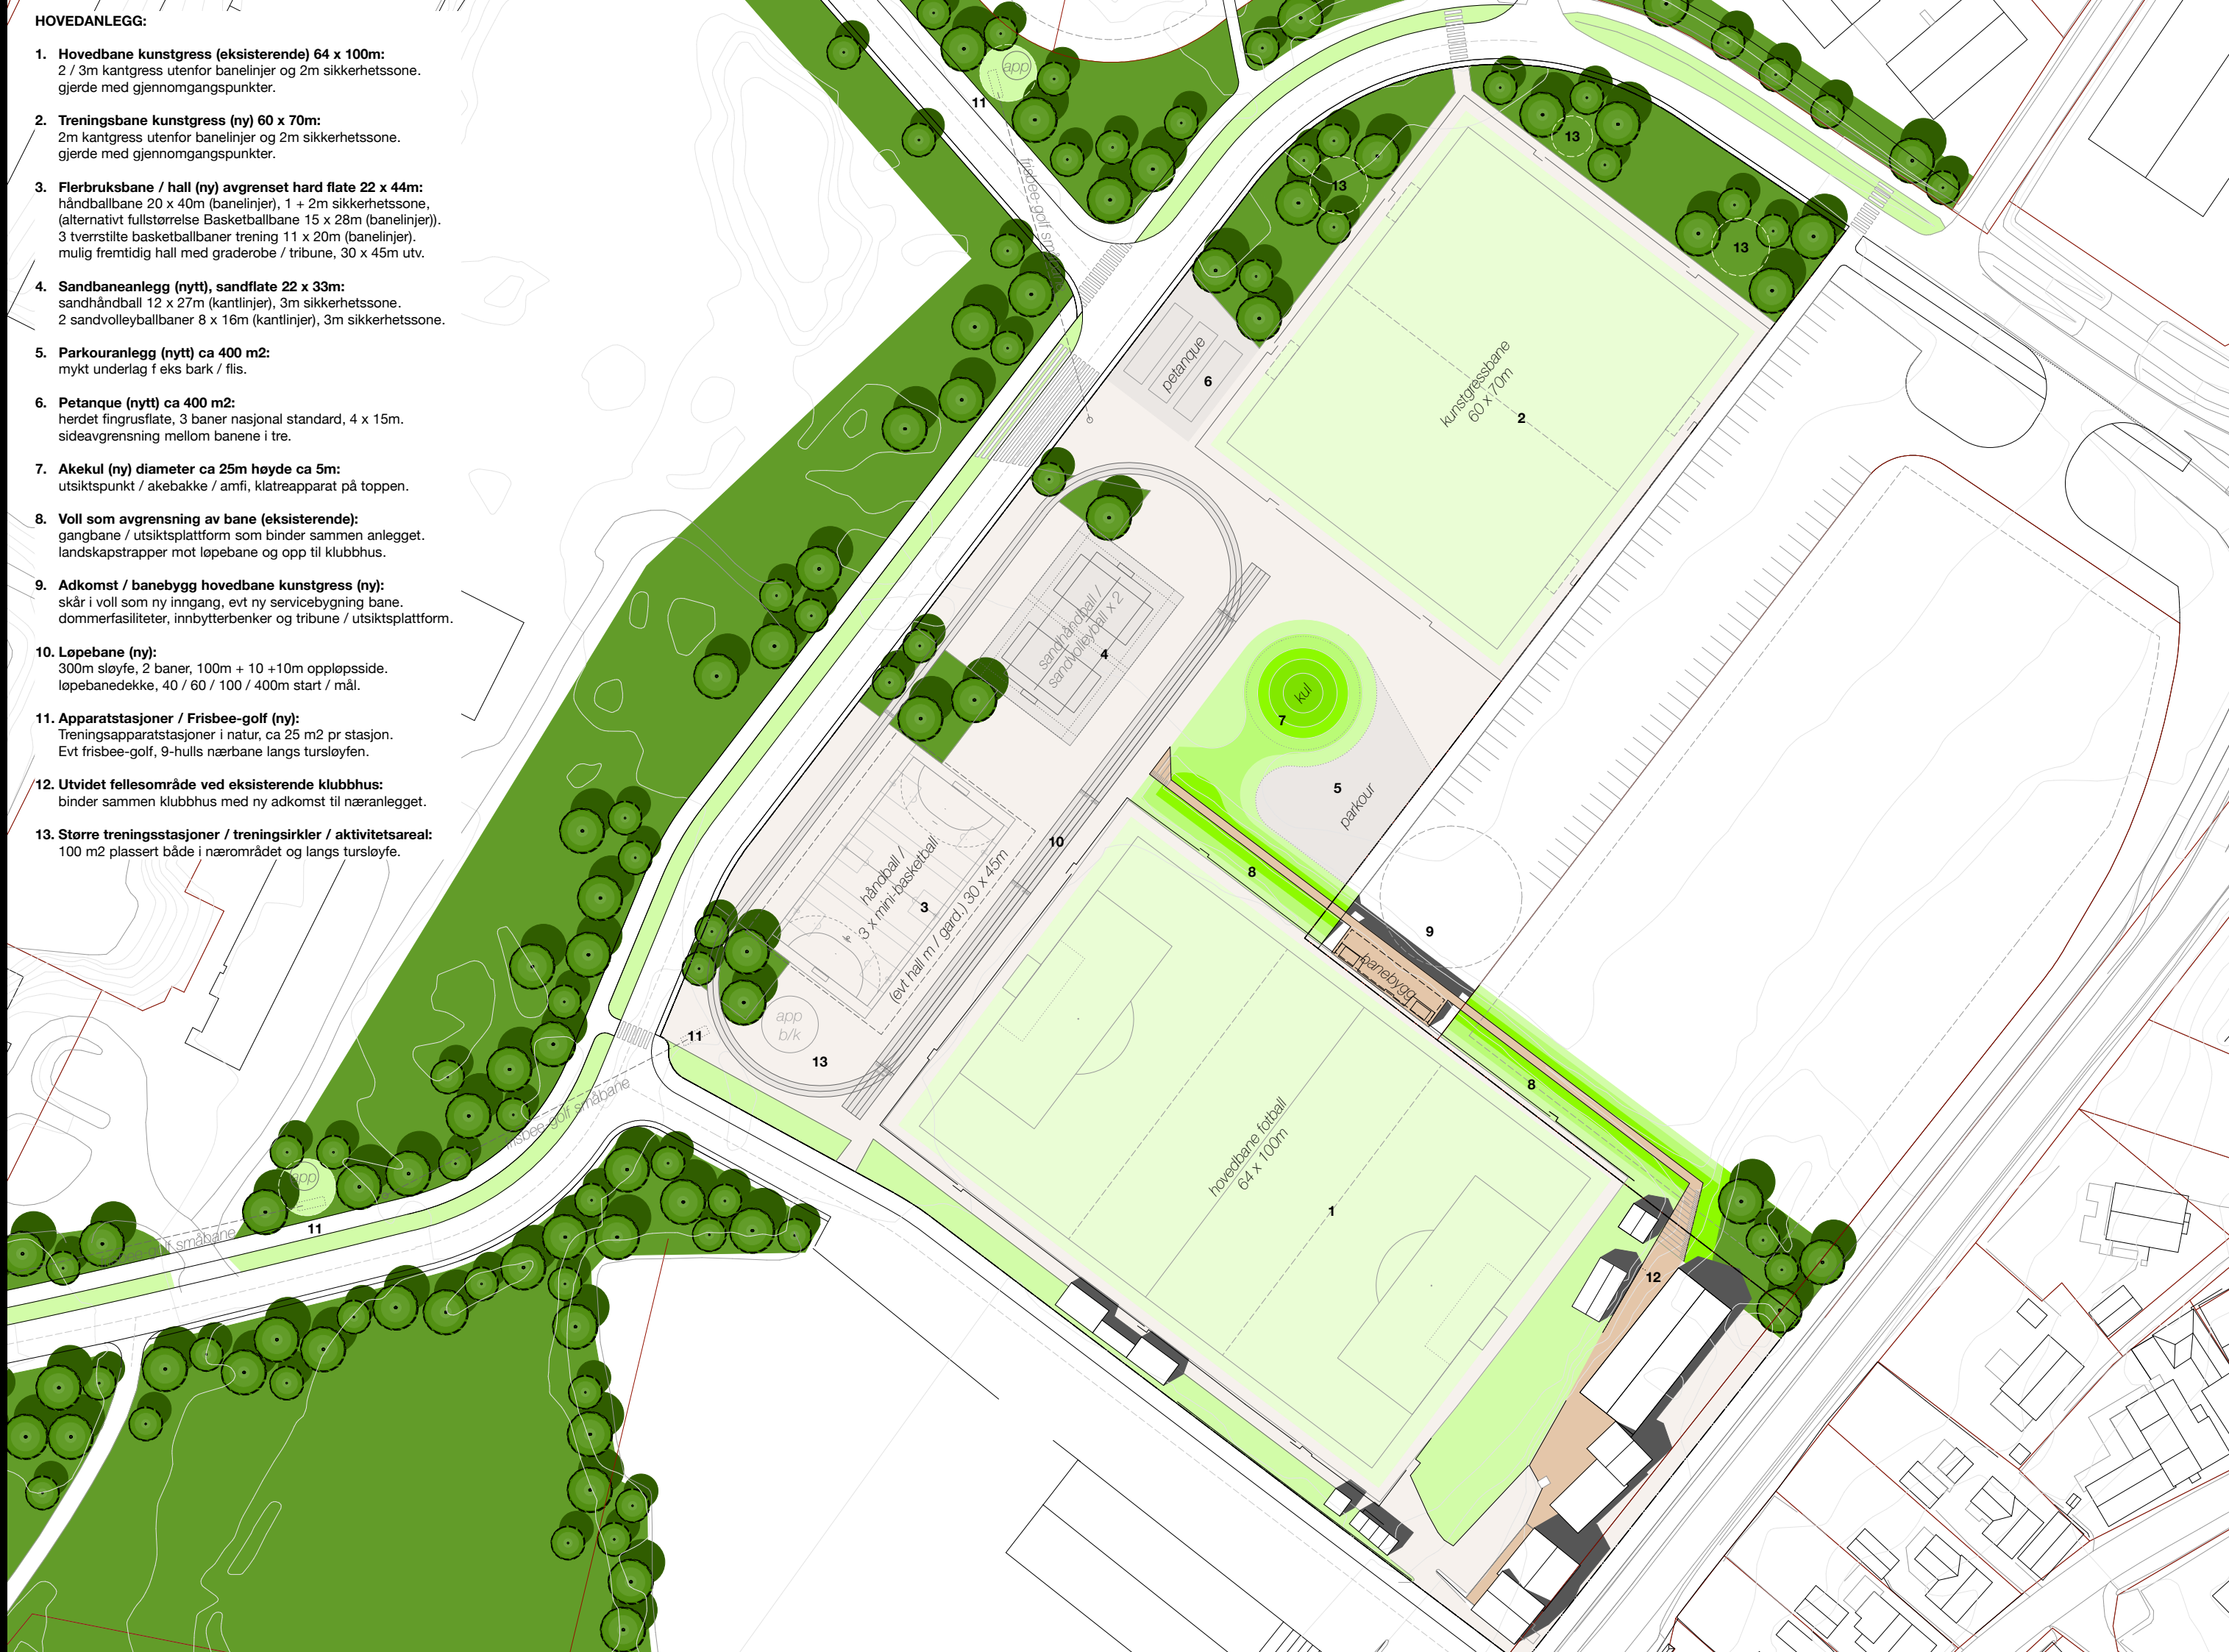 HOVEDANLEGG:
1. Hovedbane kunstgress (eksisterende) 64 x 100m:
2 / 3m kantgress utenfor banelinjer og 2m sikkerhetssone.
gjerde med gjennomgangspunkter.
2. Treningsbane kunstgress (ny) 60 x 70m:
2m kantgress utenfor banelinjer og 2m sikkerhetssone.
gjerde med gjennomgangspunkter.
3. Flerbruksbane / hall (ny) avgrenset hard flate 22 x 44m:
håndballbane 20 x 40m (banelinjer), 1 + 2m sikkerhetssone,
(alternativt fullstørrelse Basketballbane 15 x 28m (banelinjer)).
3 tverrstilte basketballbaner trening 11 x 20m (banelinjer).
mulig fremtidig hall med graderobe / tribune, 30 x 45m utv.
4. Sandbaneanlegg (nytt), sandflate 22 x 33m:
sandhåndball 12 x 27m (kantlinjer), 3m sikkerhetssone.
2 sandvolleyballbaner 8 x 16m (kantlinjer), 3m sikkerhetssone.
5. Parkouranlegg (nytt) ca 400 m2:
mykt underlag f eks bark / flis.
6. Petanque (nytt) ca 400 m2:
herdet fingrusflate, 3 baner nasjonal standard, 4 x 15m.
sideavgrensning mellom banene i tre.
7. Akekul (ny) diameter ca 25m høyde ca 5m:
utsiktspunkt / akebakke / amfi, klatreapparat på toppen.
8. Voll som avgrensning av bane (eksisterende):
gangbane / utsiktsplattform som binder sammen anlegget.
landskapstrapper mot løpebane og opp til klubbhus.
9. Adkomst / banebygg hovedbane kunstgress (ny):
skår i voll som ny inngang, evt ny servicebygning bane.
dommerfasiliteter, innbytterbenker og tribune / utsiktsplattform.
10. Løpebane (ny):
300m sløyfe, 2 baner, 100m + 10 +10m oppløpsside.
løpebanedekke, 40 / 60 / 100 / 400m start / mål.
11. Apparatstasjoner / Frisbee-golf (ny):
Treningsapparatstasjoner i natur, ca 25 m2 pr stasjon.
Evt frisbee-golf, 9-hulls nærbane langs tursløyfen.
12. Utvidet fellesområde ved eksisterende klubbhus:
binder sammen klubbhus med ny adkomst til næranlegget.
13. Større treningsstasjoner / treningsirkler / aktivitetsareal:
100 m2 plassert både i nærområdet og langs tursløyfe.
app
11
frisbee-golf småbane
13
13
13
petanque
6
kunstgressbane
60 x 70m
2
sandhåndball /
sandvolleyball x 2
4
kul
7
5
parkour
10
håndball /
3 x mini-basketball
3
(evt hall m / gard.) 30 x 45m
8
9
banebygg
app
b/k
11
13
8
frisbee-golf småbane
hovedbane fotball
64 x 100m
1
app
11
frisbee-golf småbane
12